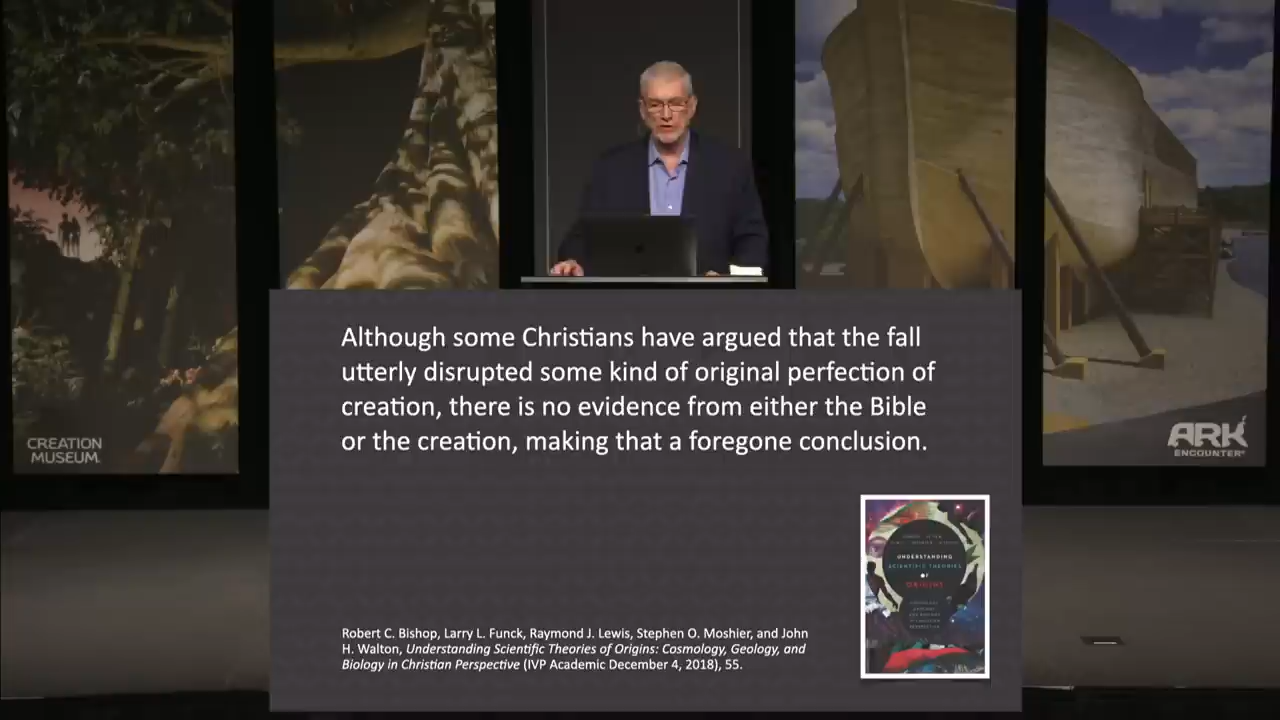 Although some Christians have argued that the fall
utterly disrupted some kind of original perfection of
creation, there is no evidence from either the Bible
or the creation, making that a foregone conclusion.
CREATION
MUSEUM
ARK
ENCOUNTER
UNDERSTANDING
SCIENTIFIC THEORIES
OF
ORIGINS
Robert C. Bishop, Larry L. Funck, Raymond J. Lewis, Stephen O. Moshier, and John
H. Walton, Understanding Scientific Theories of Origins: Cosmology, Geology, and
Biology in Christian Perspective (IVP Academic December 4, 2018), 55.